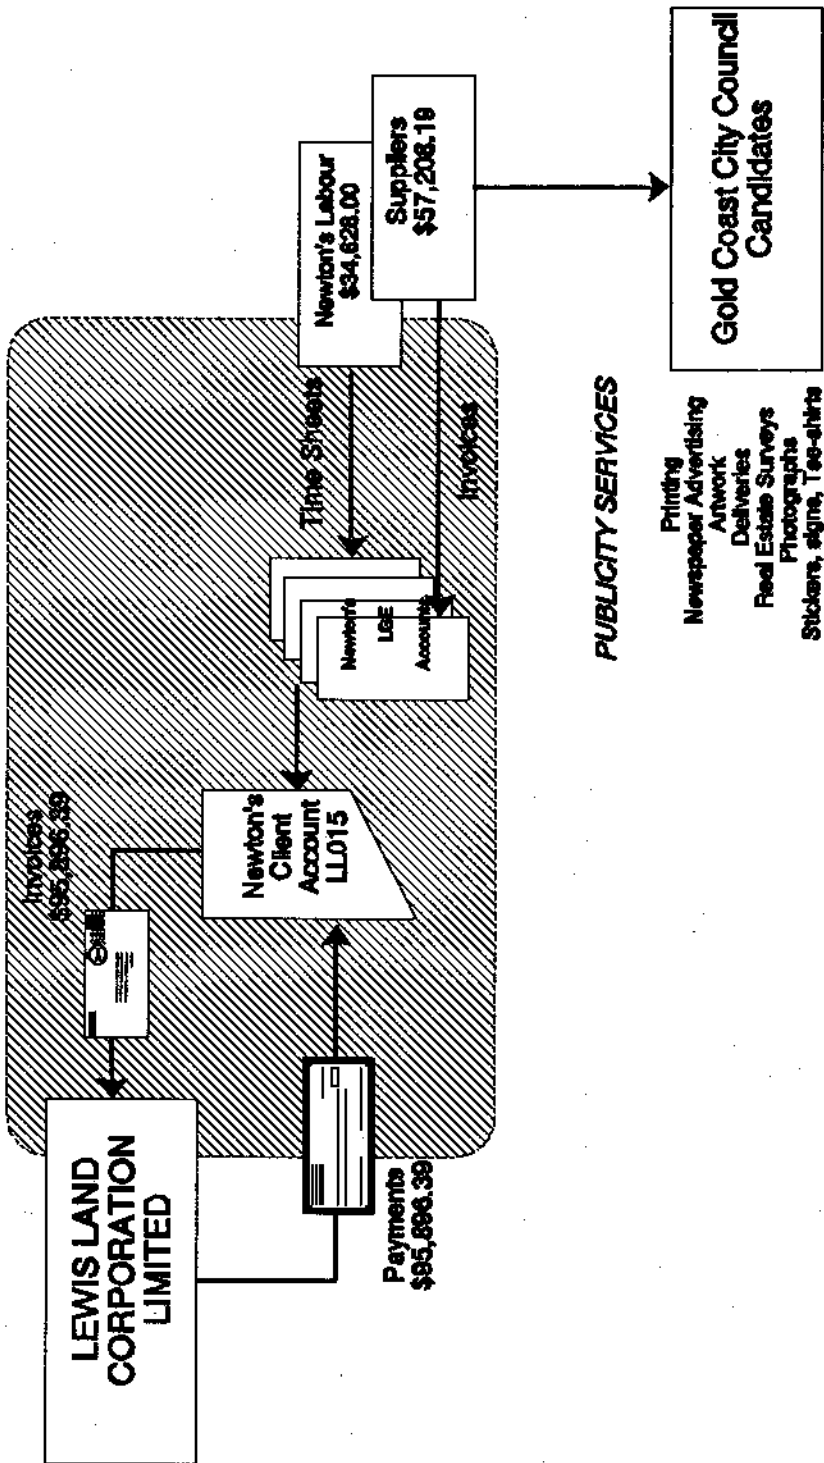 LEWIS LAND
CORPORATION
LIMITED
Invoices
$95,896.39
Payments
$95,896.39
Newton's
Client
Account
LL015
Newton's
LGE
Accounts
Time Sheets
Invoices
Newton's Labour
$34,628.00
Suppliers
$57,208.19
PUBLICITY SERVICES
Printing
Newspaper Advertising
Artwork
Deliveries
Real Estate Surveys
Photographs
Stickers, signs, Tee-shirts
Gold Coast City Council
Candidates